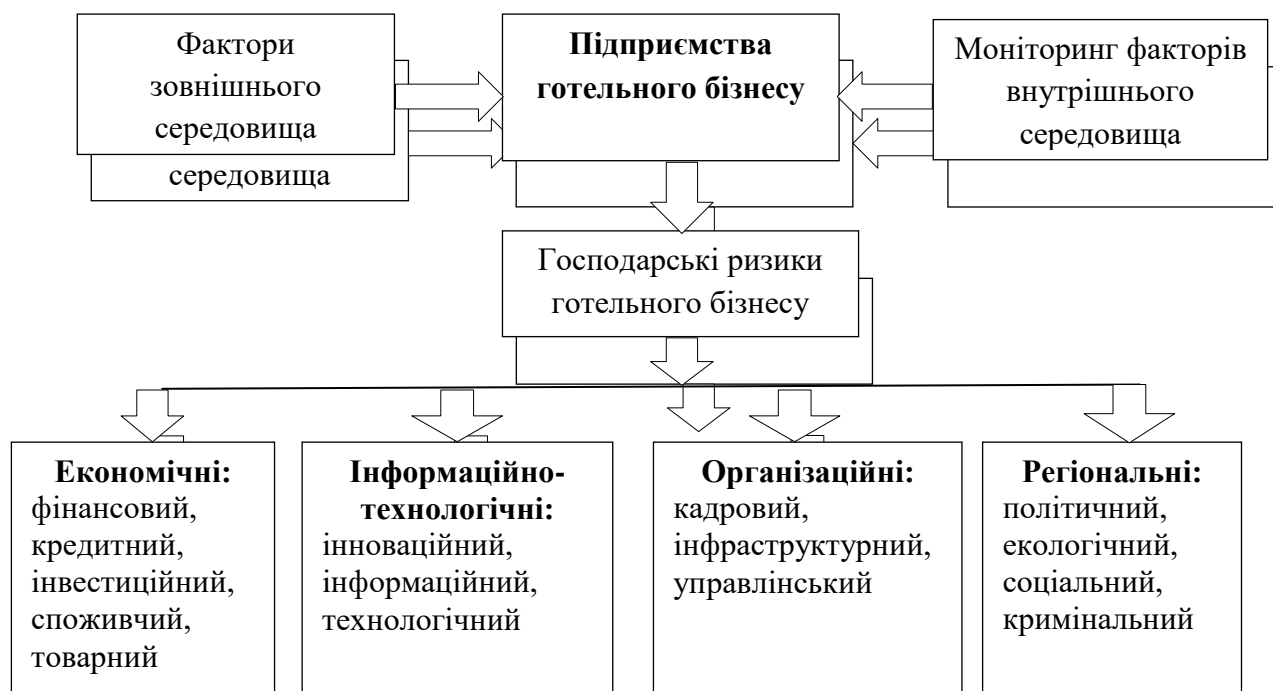 Фактори
зовнішнього
середовища
середовища
Підприємства
готельного бізнесу
Моніторинг факторів
внутрішнього
середовища
Господарські ризики
готельного бізнесу
Економічні:
фінансовий,
кредитний,
інвестиційний,
споживчий,
товарний
Інформаційно-
технологічні:
інноваційний,
інформаційний,
технологічний
Організаційні:
кадровий,
інфраструктурний,
управлінський
Регіональні:
політичний,
екологічний,
соціальний,
кримінальний